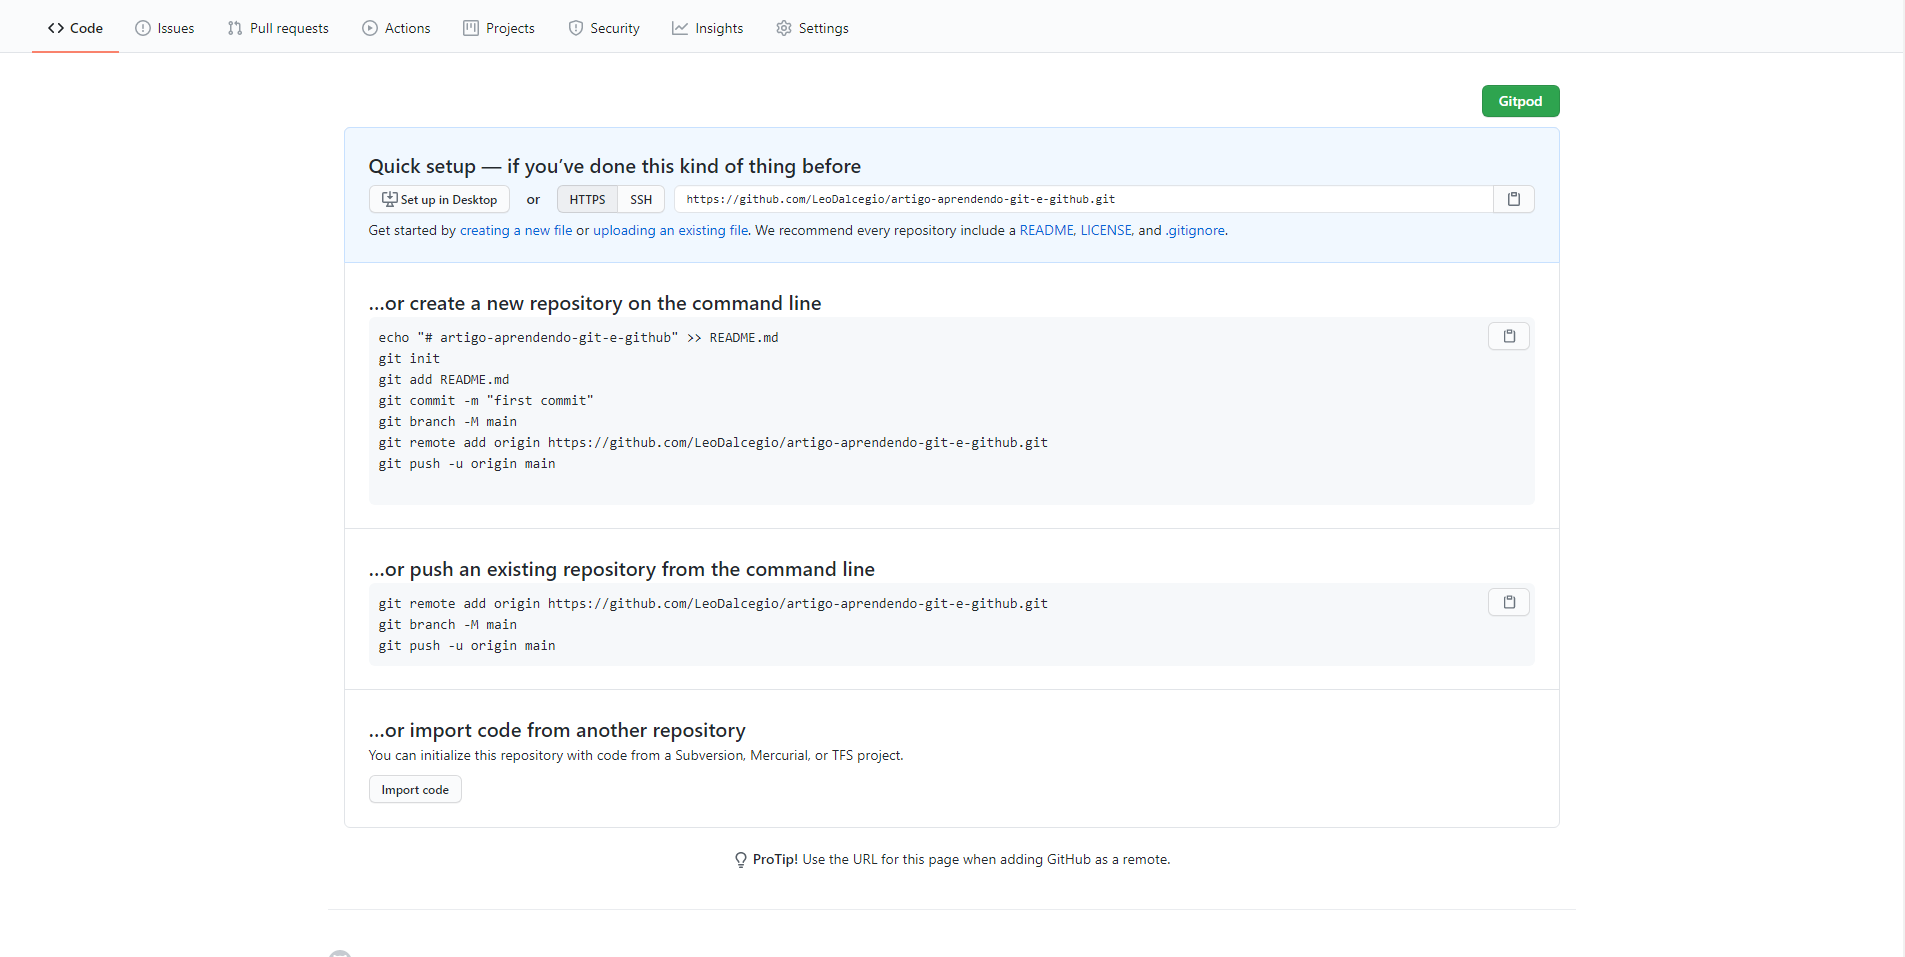 Code Issues Pull requests Actions Projects Security Insights Settings
Gitpod
Quick setup — if you’ve done this kind of thing before
Set up in Desktop or HTTPS SSH https://github.com/LeoDalcegio/artigo-aprendendo-git-e-github.git
Get started by creating a new file or uploading an existing file. We recommend every repository include a README, LICENSE, and .gitignore.
…or create a new repository on the command line
echo "# artigo-aprendendo-git-e-github" >> README.md
git init
git add README.md
git commit -m "first commit"
git branch -M main
git remote add origin https://github.com/LeoDalcegio/artigo-aprendendo-git-e-github.git
git push -u origin main
…or push an existing repository from the command line
git remote add origin https://github.com/LeoDalcegio/artigo-aprendendo-git-e-github.git
git branch -M main
git push -u origin main
…or import code from another repository
You can initialize this repository with code from a Subversion, Mercurial, or TFS project.
Import code
ProTip! Use the URL for this page when adding GitHub as a remote.